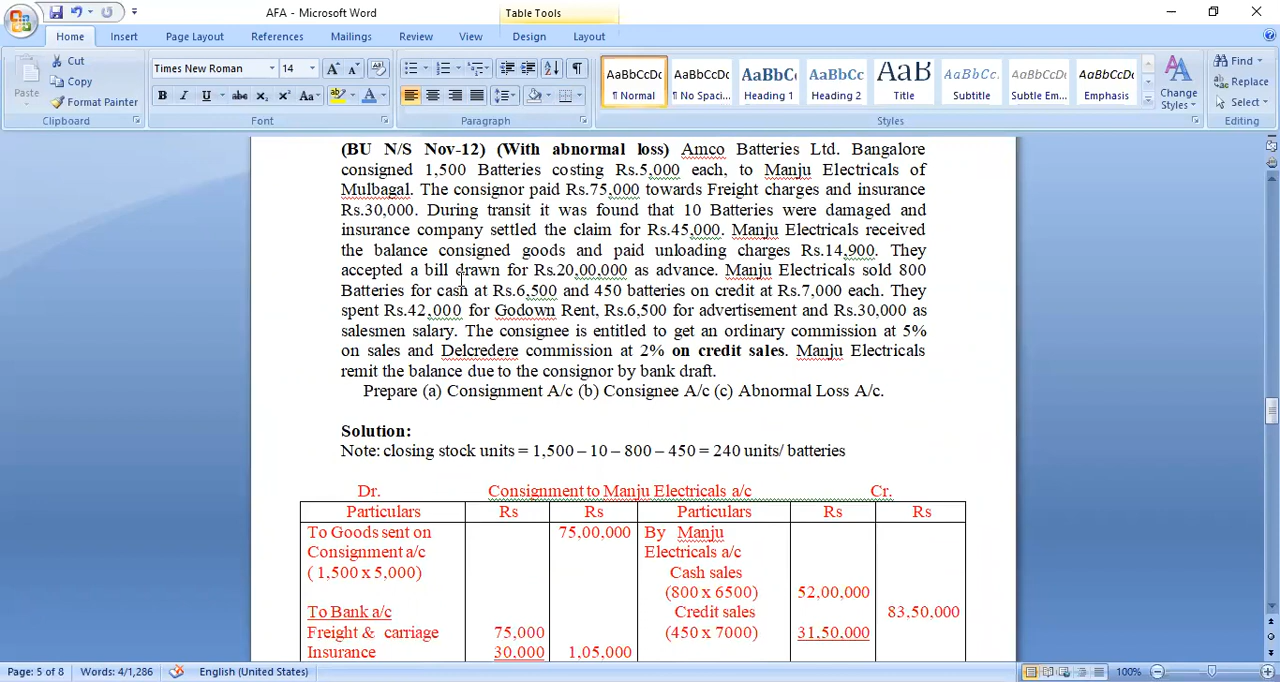 AFA - Microsoft Word
Table Tools
Home Insert Page Layout References Mailings Review View Design Layout
Paste
Cut
Copy
Format Painter
Clipboard
Times New Roman 14
Font
Paragraph
AaBbCcDc AaBbCcDc AaBbC AaBbCc AaB AaBbCc. AaBbCcDc AaBbCcDc
¶ Normal ¶ No Spaci... Heading 1 Heading 2 Title Subtitle Subtle Em... Emphasis
Change
Styles
Styles
Find
Replace
Select
Editing
(BU N/S Nov-12) (With abnormal loss) Amco Batteries Ltd. Bangalore
consigned 1,500 Batteries costing Rs.5,000 each, to Manju Electricals of
Mulbagal. The consignor paid Rs.75,000 towards Freight charges and insurance
Rs.30,000. During transit it was found that 10 Batteries were damaged and
insurance company settled the claim for Rs.45,000. Manju Electricals received
the balance consigned goods and paid unloading charges Rs.14,900. They
accepted a bill drawn for Rs.20,00,000 as advance. Manju Electricals sold 800
Batteries for cash at Rs.6,500 and 450 batteries on credit at Rs.7,000 each. They
spent Rs.42,000 for Godown Rent, Rs.6,500 for advertisement and Rs.30,000 as
salesmen salary. The consignee is entitled to get an ordinary commission at 5%
on sales and Delcredere commission at 2% on credit sales. Manju Electricals
remit the balance due to the consignor by bank draft.
Prepare (a) Consignment A/c (b) Consignee A/c (c) Abnormal Loss A/c.
Solution:
Note: closing stock units = 1,500 – 10 – 800 – 450 = 240 units/ batteries
Dr. Consignment to Manju Electricals a/c Cr.
Particulars Rs Rs Particulars Rs Rs
To Goods sent on 75,00,000 By Manju
Consignment a/c Electricals a/c
( 1,500 x 5,000) Cash sales
(800 x 6500) 52,00,000
To Bank a/c Credit sales 83,50,000
Freight & carriage 75,000 (450 x 7000) 31,50,000
Insurance 30,000 1,05,000
Page: 5 of 8 Words: 4/1,286 English (United States) 100%